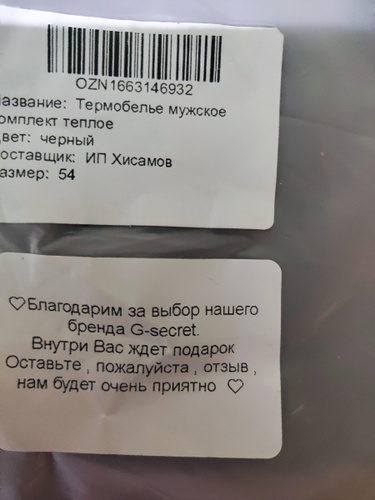 OZN1663146932
азвание: Термобелье мужское
омплект теплое
вет: черный
оставщик: ИП Хисамов
азмер: 54
♡Благодарим за выбор нашего
бренда G-secret.
Внутри Вас ждет подарок
Оставьте , пожалуйста , отзыв ,
нам будет очень приятно ♡